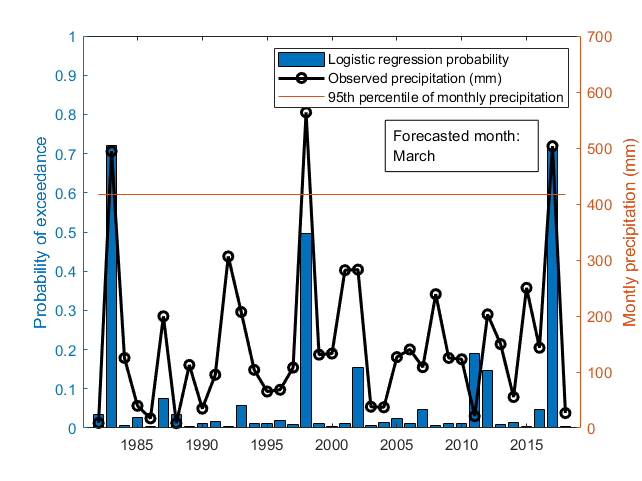 1
0.9
0.8
0.7
0.6
0.5
0.4
0.3
0.2
0.1
0
Probability of exceedance
Logistic regression probability
Observed precipitation (mm)
95th percentile of monthly precipitation
Forecasted month:
March
700
600
500
400
300
200
100
0
Montly precipitation (mm)
1985 1990 1995 2000 2005 2010 2015